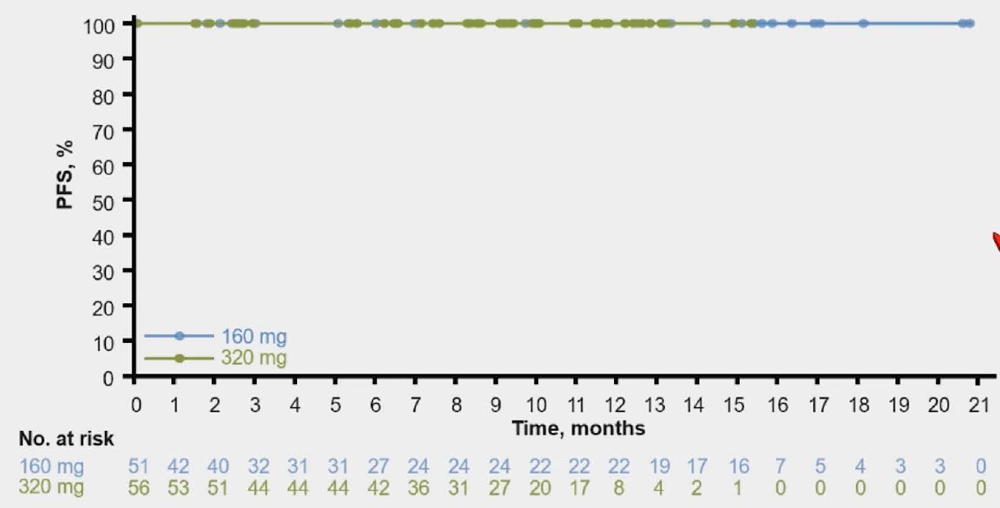 PFS, %
100
90
80
70
60
50
40
30
20
10
0
160 mg
320 mg
0 1 2 3 4 5 6 7 8 9 10 11 12 13 14 15 16 17 18 19 20 21
Time, months
No. at risk
160 mg 51 42 40 32 31 31 27 24 24 24 22 22 22 19 17 16 7 5 4 3 3 0
320 mg 56 53 51 44 44 44 42 36 31 27 20 17 8 4 2 1 0 0 0 0 0 0